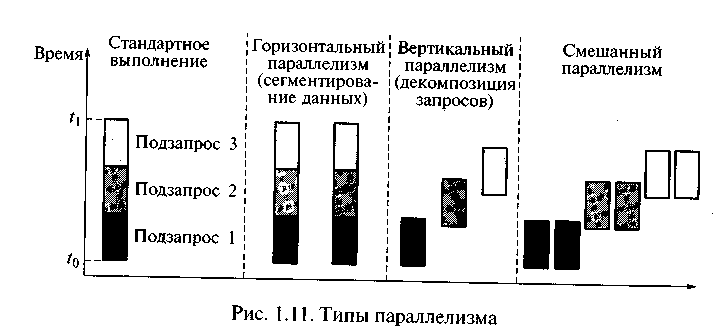 Время
Стандартное
выполнение
Горизонтальный
параллелизм
(сегментирова-
ние данных)
Вертикальный
параллелизм
(декомпозиция
запросов)
Смешанный
параллелизм
t1
Подзапрос 3
Подзапрос 2
Подзапрос 1
t0
Рис. 1.11. Типы параллелизма